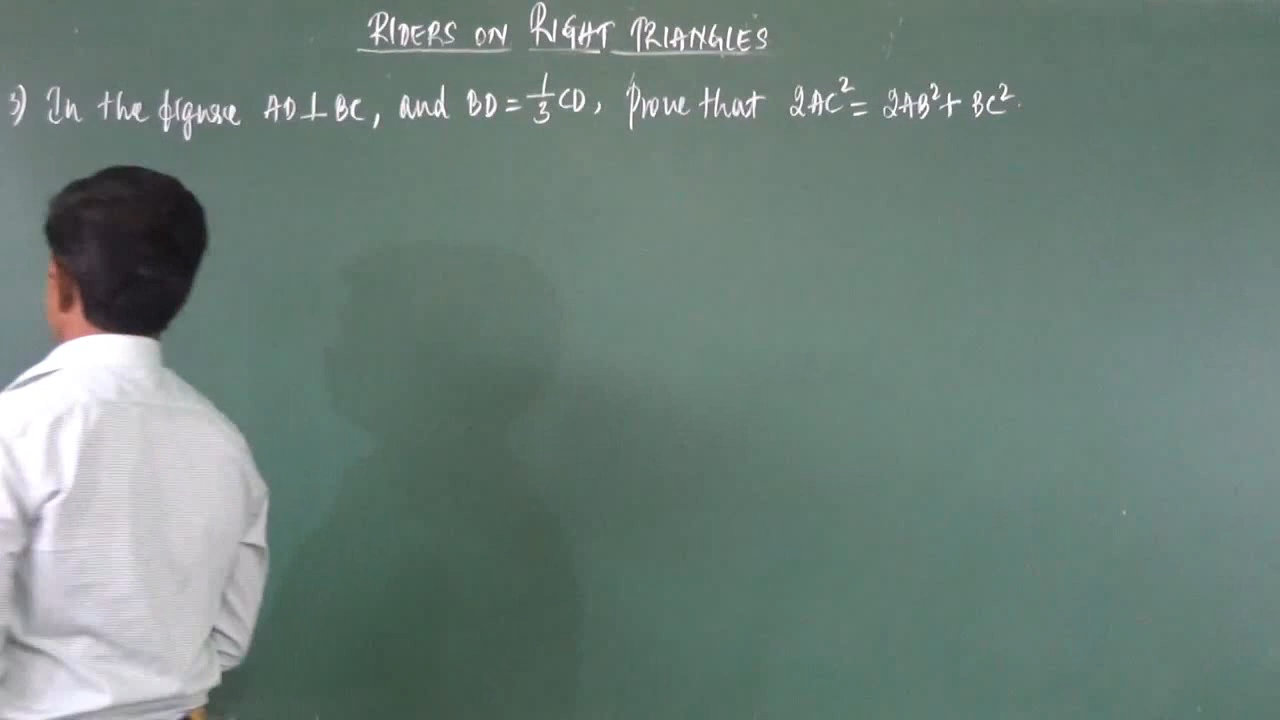 RIDERS ON RIGHT TRIANGLES
3) In the figure AD⊥BC, and BD = 1/3 CD, Prove that 2AC² = 2AB² + BC².